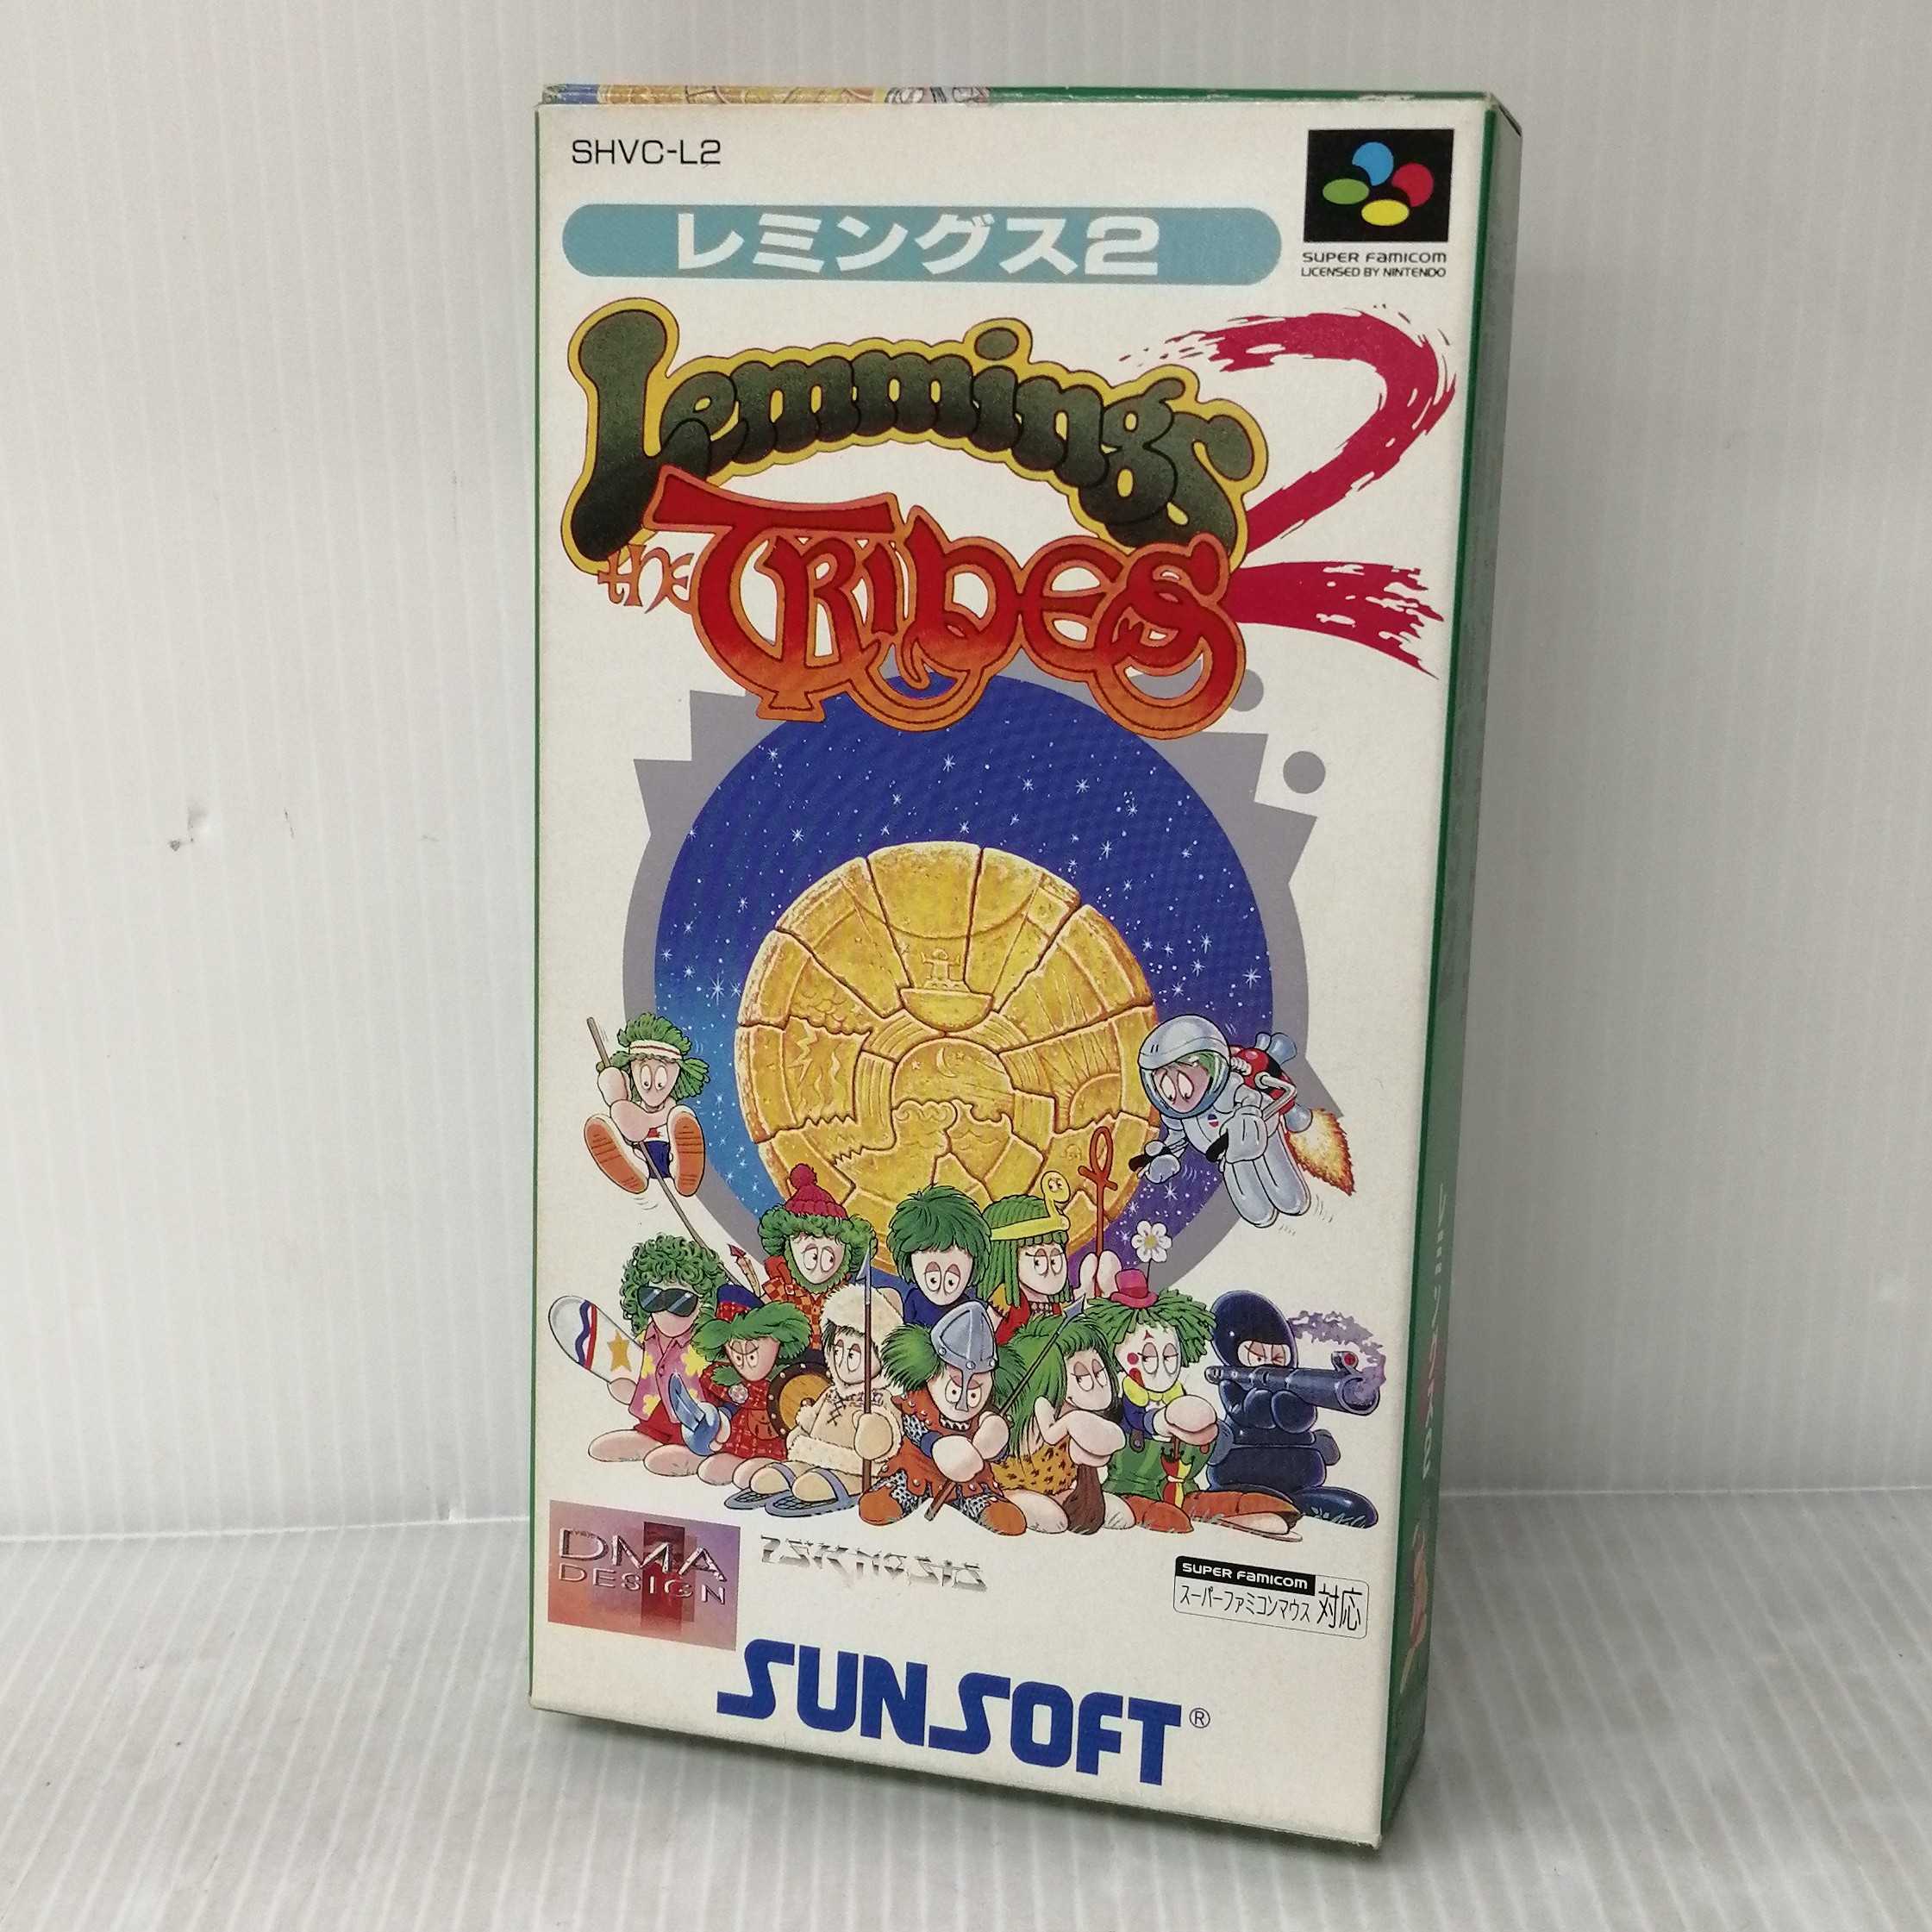 SHVC-L2
レミングス2
SUPER FAMICOM
LICENSED BY NINTENDO
Lemmings 2
the TRIBES
DMA
DESIGN
PSYGNOSIS
SUPER FAMICOM
スーパーファミコンマウス 対応
SUNSOFT®